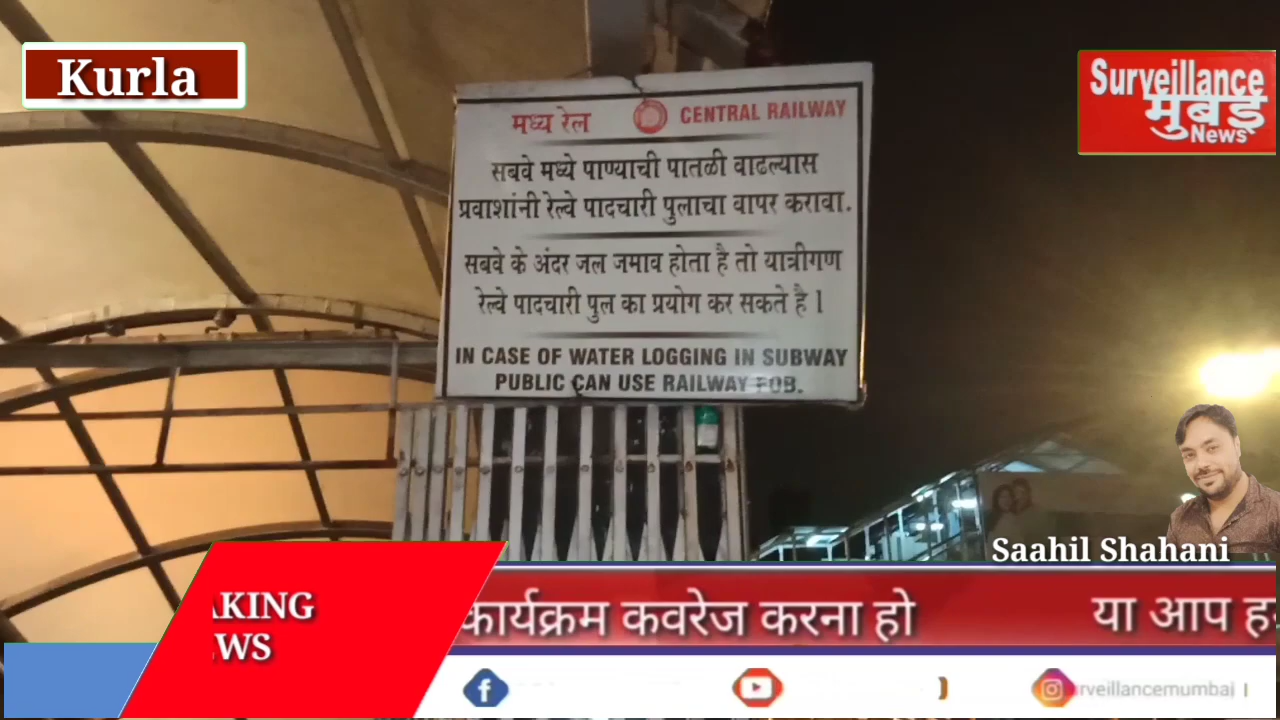 Kurla
Surveillance
मुंबई
News
मध्य रेल CENTRAL RAILWAY
सबवे मध्ये पाण्याची पातळी वाढल्यास
प्रवाशांनी रेल्वे पादचारी पुलाचा वापर करावा.
सबवे के अंदर जल जमाव होता है तो यात्रीगण
रेल्वे पादचारी पुल का प्रयोग कर सकते है l
IN CASE OF WATER LOGGING IN SUBWAY
PUBLIC CAN USE RAILWAY FOB.
Saahil Shahani
AKING
WS
कार्यक्रम कवरेज करना हो या आप
rveillancemumbai